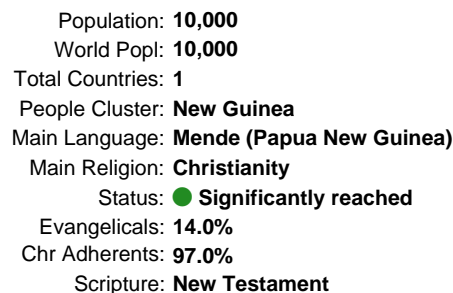 Population: 10,000
World Popl: 10,000
Total Countries: 1
People Cluster: New Guinea
Main Language: Mende (Papua New Guinea)
Main Religion: Christianity
Status: Significantly reached
Evangelicals: 14.0%
Chr Adherents: 97.0%
Scripture: New Testament